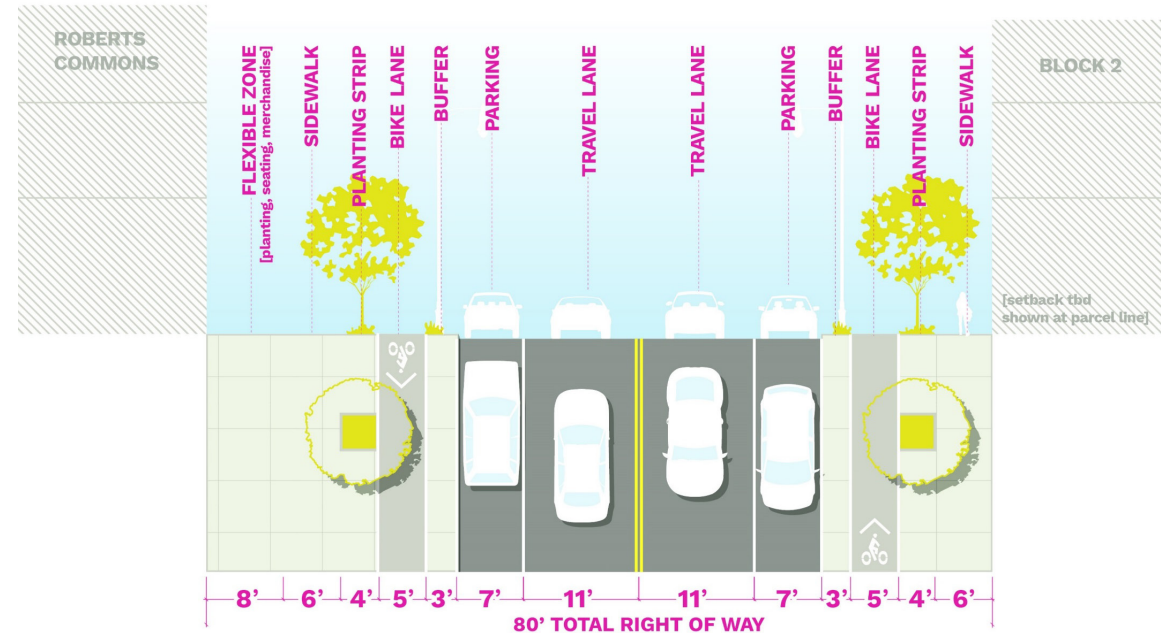 ROBERTS
COMMONS
FLEXIBLE ZONE
[planting, seating, merchandise]
SIDEWALK
PLANTING STRIP
BIKE LANE
BUFFER
PARKING
TRAVEL LANE
TRAVEL LANE
PARKING
BUFFER
BIKE LANE
PLANTING STRIP
SIDEWALK
BLOCK 2
[setback tbd
shown at parcel line]
8' 6' 4' 5' 3' 7' 11' 11' 7' 3' 5' 4' 6'
80' TOTAL RIGHT OF WAY